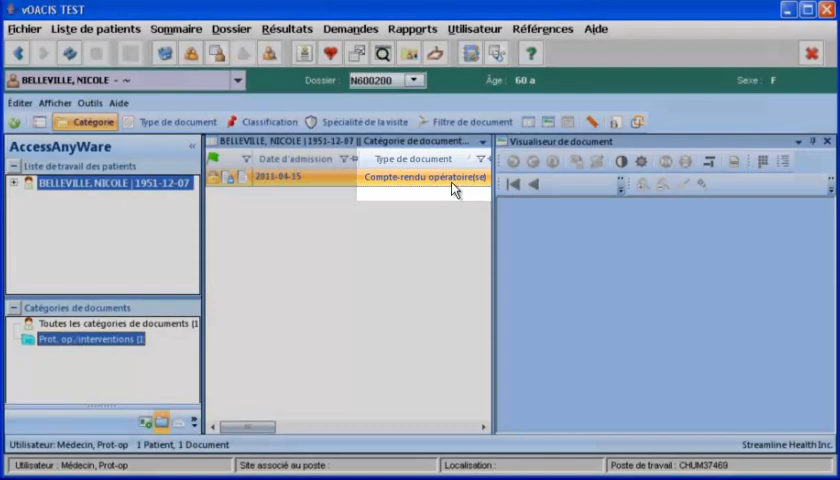 vOACIS TEST
Fichier Liste de patients Sommaire Dossier Résultats Demandes Rapports Utilisateur Références Aide
BELLEVILLE, NICOLE - ~ Dossier : N600200 Âge : 60 a Sexe : F
Éditer Afficher Outils Aide
Catégorie Type de document Classification Spécialité de la visite Filtre de document
AccessAnyWare
Liste de travail des patients
BELLEVILLE, NICOLE | 1951-12-07
Catégories de documents
Toutes les catégories de documents (1
Prot. op./interventions (1
BELLEVILLE, NICOLE | 1951-12-07 || Catégorie de document...
Date d'admission Type de document
2011-04-15 Compte-rendu opératoire(se)
Visualiseur de document
Utilisateur: Médecin, Prot-op 1 Patient, 1 Document Streamline Health Inc.
Utilisateur : Médecin, Prot-op Site associé au poste : Localisation : Poste de travail : CHUM37469